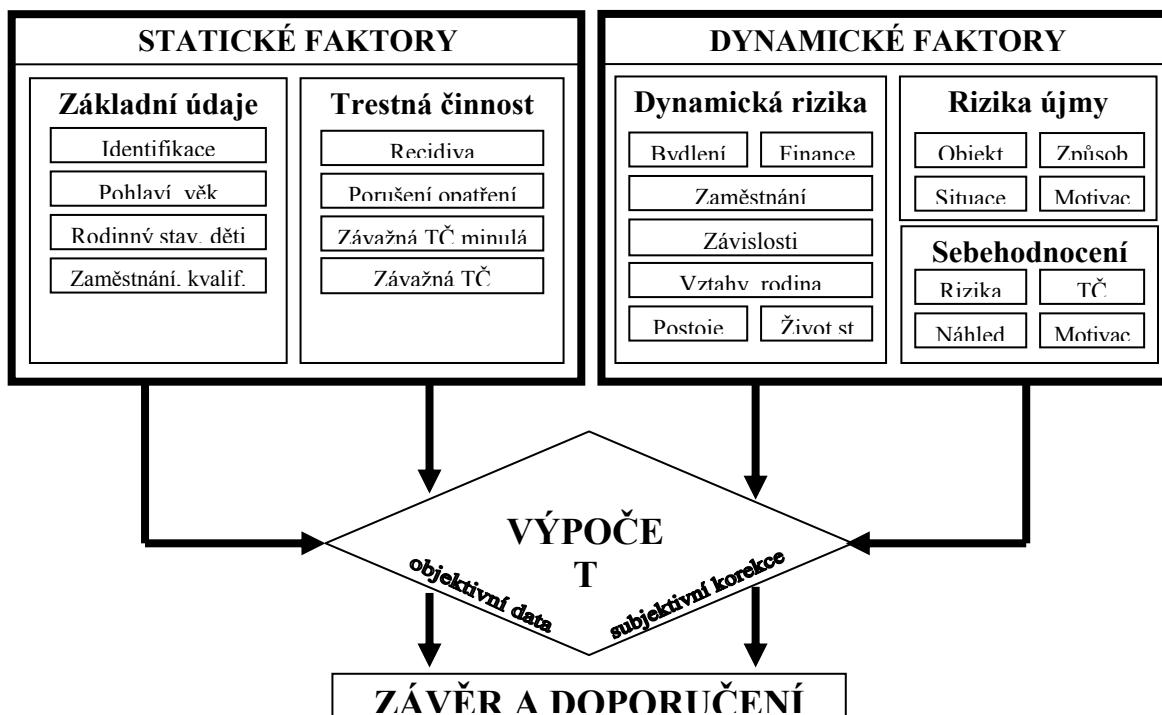 STATICKÉ FAKTORY
Základní údaje
Identifikace
Pohlaví, věk
Rodinný stav, děti
Zaměstnání, kvalif.
Trestná činnost
Recidiva
Porušení opatření
Závažná TČ minulá
Závažná TČ
DYNAMICKÉ FAKTORY
Dynamická rizika
Bydlení
Finance
Zaměstnání
Závislosti
Vztahy, rodina
Postoje
Život.st
Rizika újmy
Objekt
Způsob
Situace
Motivac
Sebehodnocení
Rizika
TČ
Náhled
Motivac
VÝPOČE
T
objektivní data
subjektivní korekce
ZÁVĚR A DOPORUČENÍ